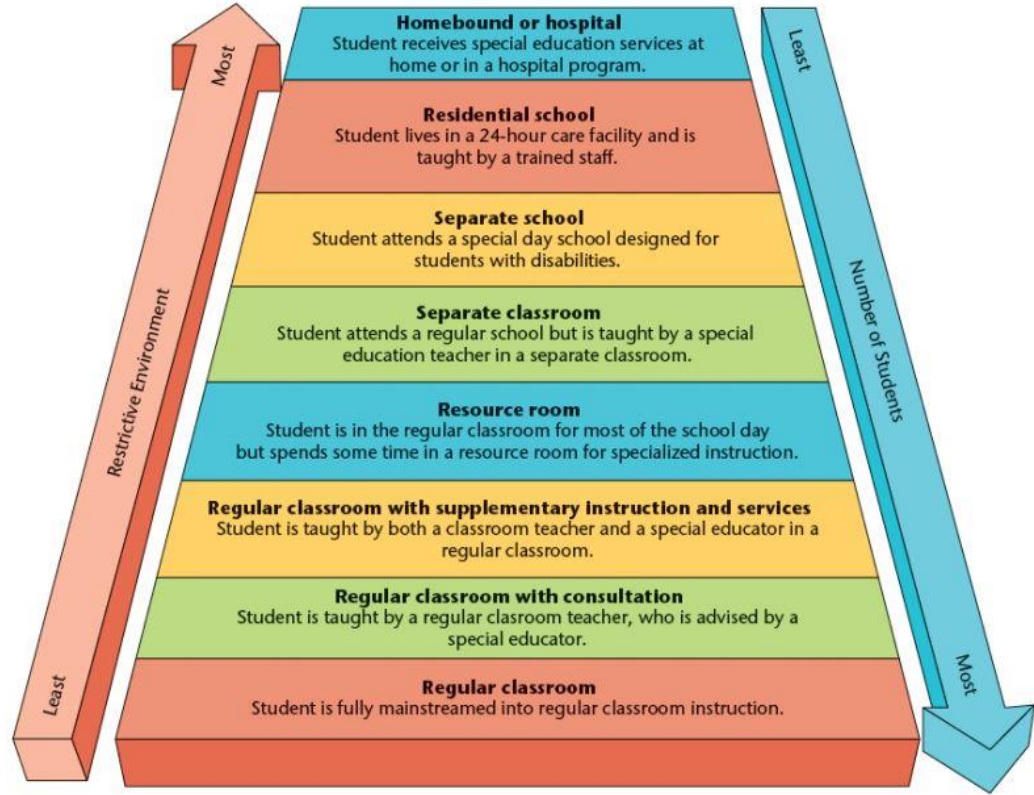 Homebound or hospital
Student receives special education services at
home or in a hospital program.
Residential school
Student lives in a 24-hour care facility and is
taught by a trained staff.
Separate school
Student attends a special day school designed for
students with disabilities.
Separate classroom
Student attends a regular school but is taught by a special
education teacher in a separate classroom.
Resource room
Student is in the regular classroom for most of the school day
but spends some time in a resource room for specialized instruction.
Regular classroom with supplementary instruction and services
Student is taught by both a classroom teacher and a special educator in a
regular classroom.
Regular classroom with consultation
Student is taught by a regular clasroom teacher, who is advised by a
special educator.
Regular classroom
Student is fully mainstreamed into regular classroom instruction.
Most
Restrictive Environment
Least
Least
Number of Students
Most